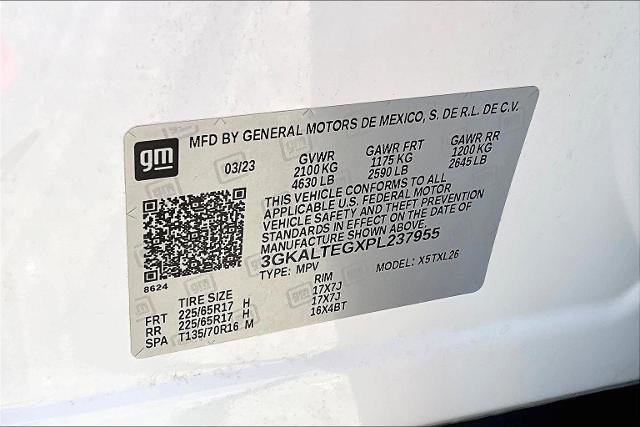 MFD BY GENERAL MOTORS DE MEXICO, S. DE R.L. DE C.V.
gm
03/23 GVWR GAWR FRT GAWR RR
2100 KG 1175 KG 1200 KG
4630 LB 2590 LB 2645 LB
THIS VEHICLE CONFORMS TO ALL
APPLICABLE U.S. FEDERAL MOTOR
VEHICLE SAFETY AND THEFT PREVENTION
STANDARDS IN EFFECT ON THE DATE OF
MANUFACTURE SHOWN ABOVE.
3GKALTEGXPL237955
TYPE: MPV MODEL: X5TXL26
8624
TIRE SIZE RIM
FRT 225/65R17 H 17X7J
RR 225/65R17 H 17X7J
SPA T135/70R16 M 16X4BT